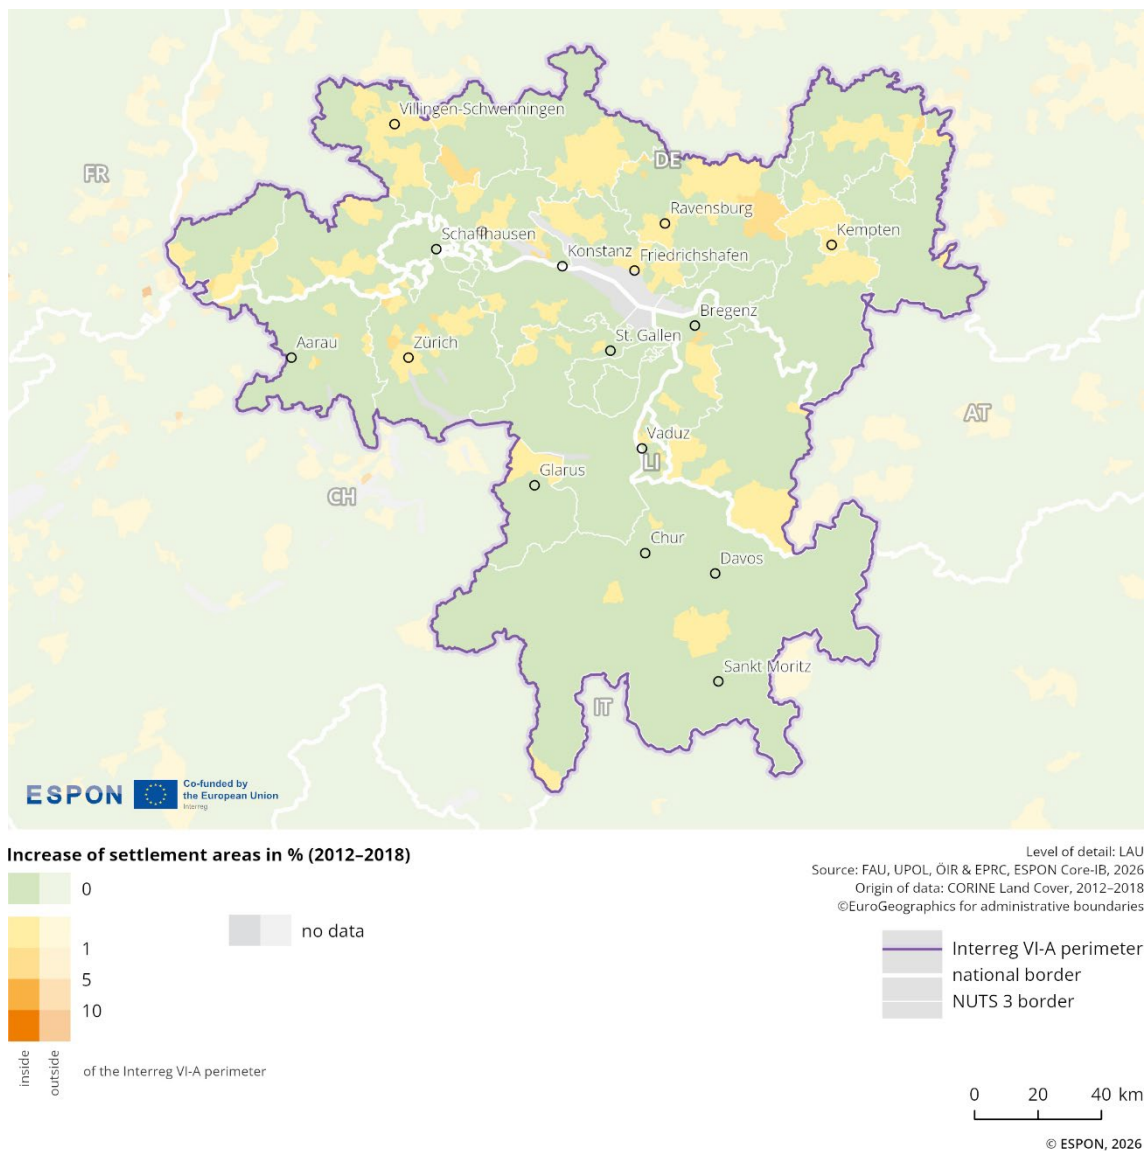 FR
DE
Villingen-Schwenningen
Ravensburg
Schaffhausen
Kempten
Konstanz
Friedrichshafen
Bregenz
Aarau
Zürich
St. Gallen
AT
Vaduz
LI
Glarus
CH
Chur
Davos
Sankt Moritz
IT
ESPON
Co-funded by
the European Union
Interreg
Increase of settlement areas in % (2012–2018)
0
1
5
10
no data
inside
outside
of the Interreg VI-A perimeter
Level of detail: LAU
Source: FAU, UPOL, ÖIR & EPRC, ESPON Core-IB, 2026
Origin of data: CORINE Land Cover, 2012–2018
©EuroGeographics for administrative boundaries
Interreg VI-A perimeter
national border
NUTS 3 border
0 20 40 km
© ESPON, 2026